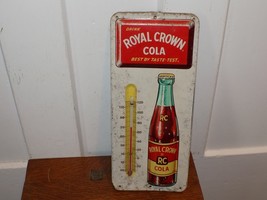 DRINK
ROYAL CROWN
COLA
BEST BY TASTE-TEST
RC
ROYAL CROWN
RC
COLA